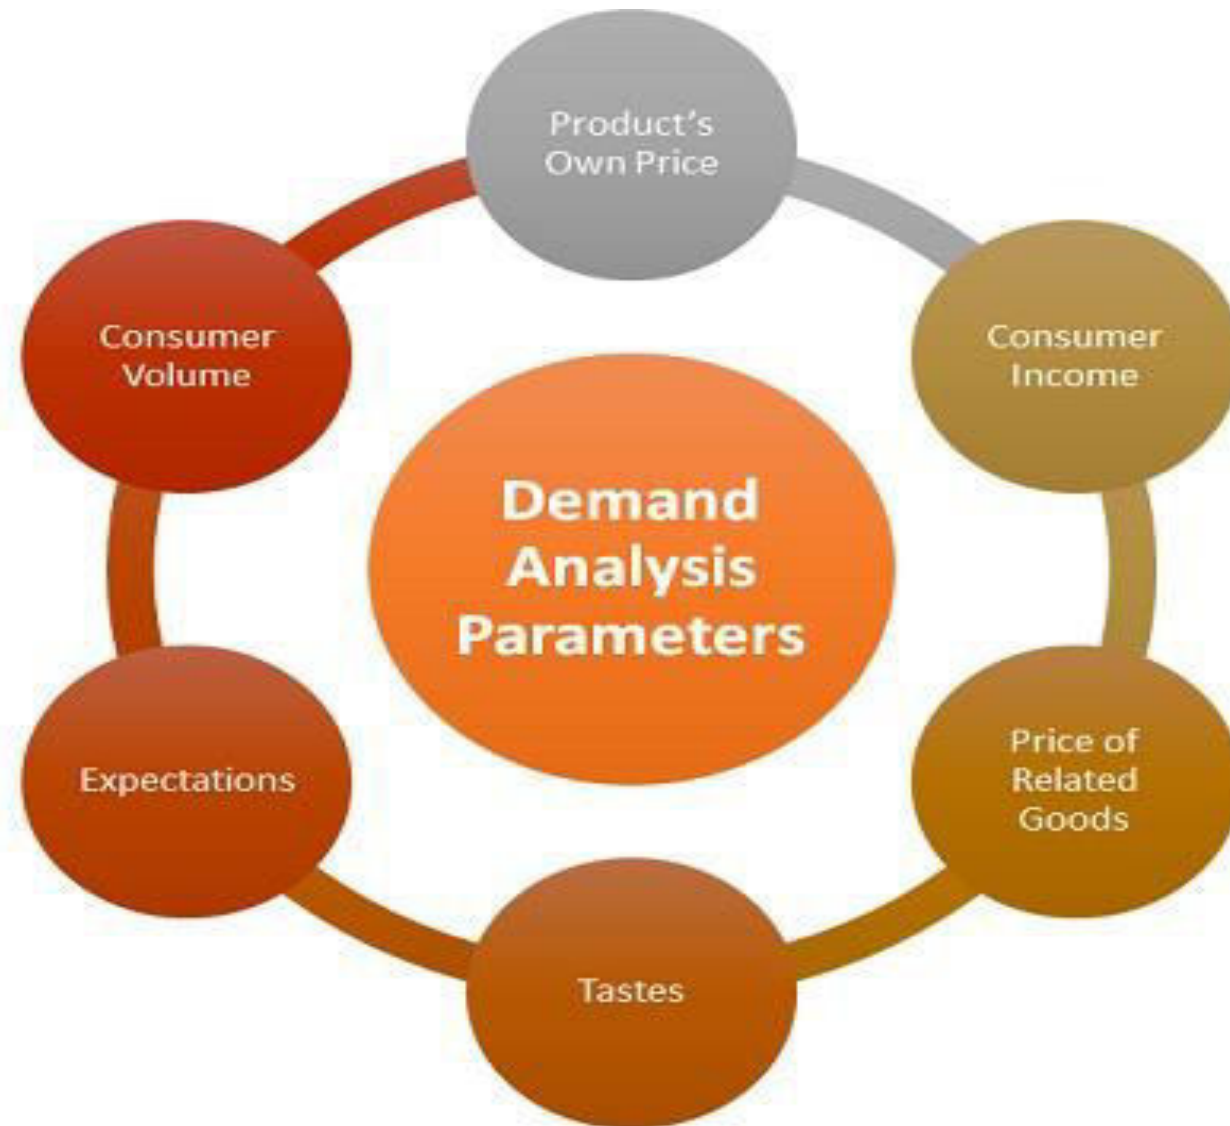 Product's
Own Price
Consumer
Income
Price of
Related
Goods
Tastes
Expectations
Consumer
Volume
Demand
Analysis
Parameters